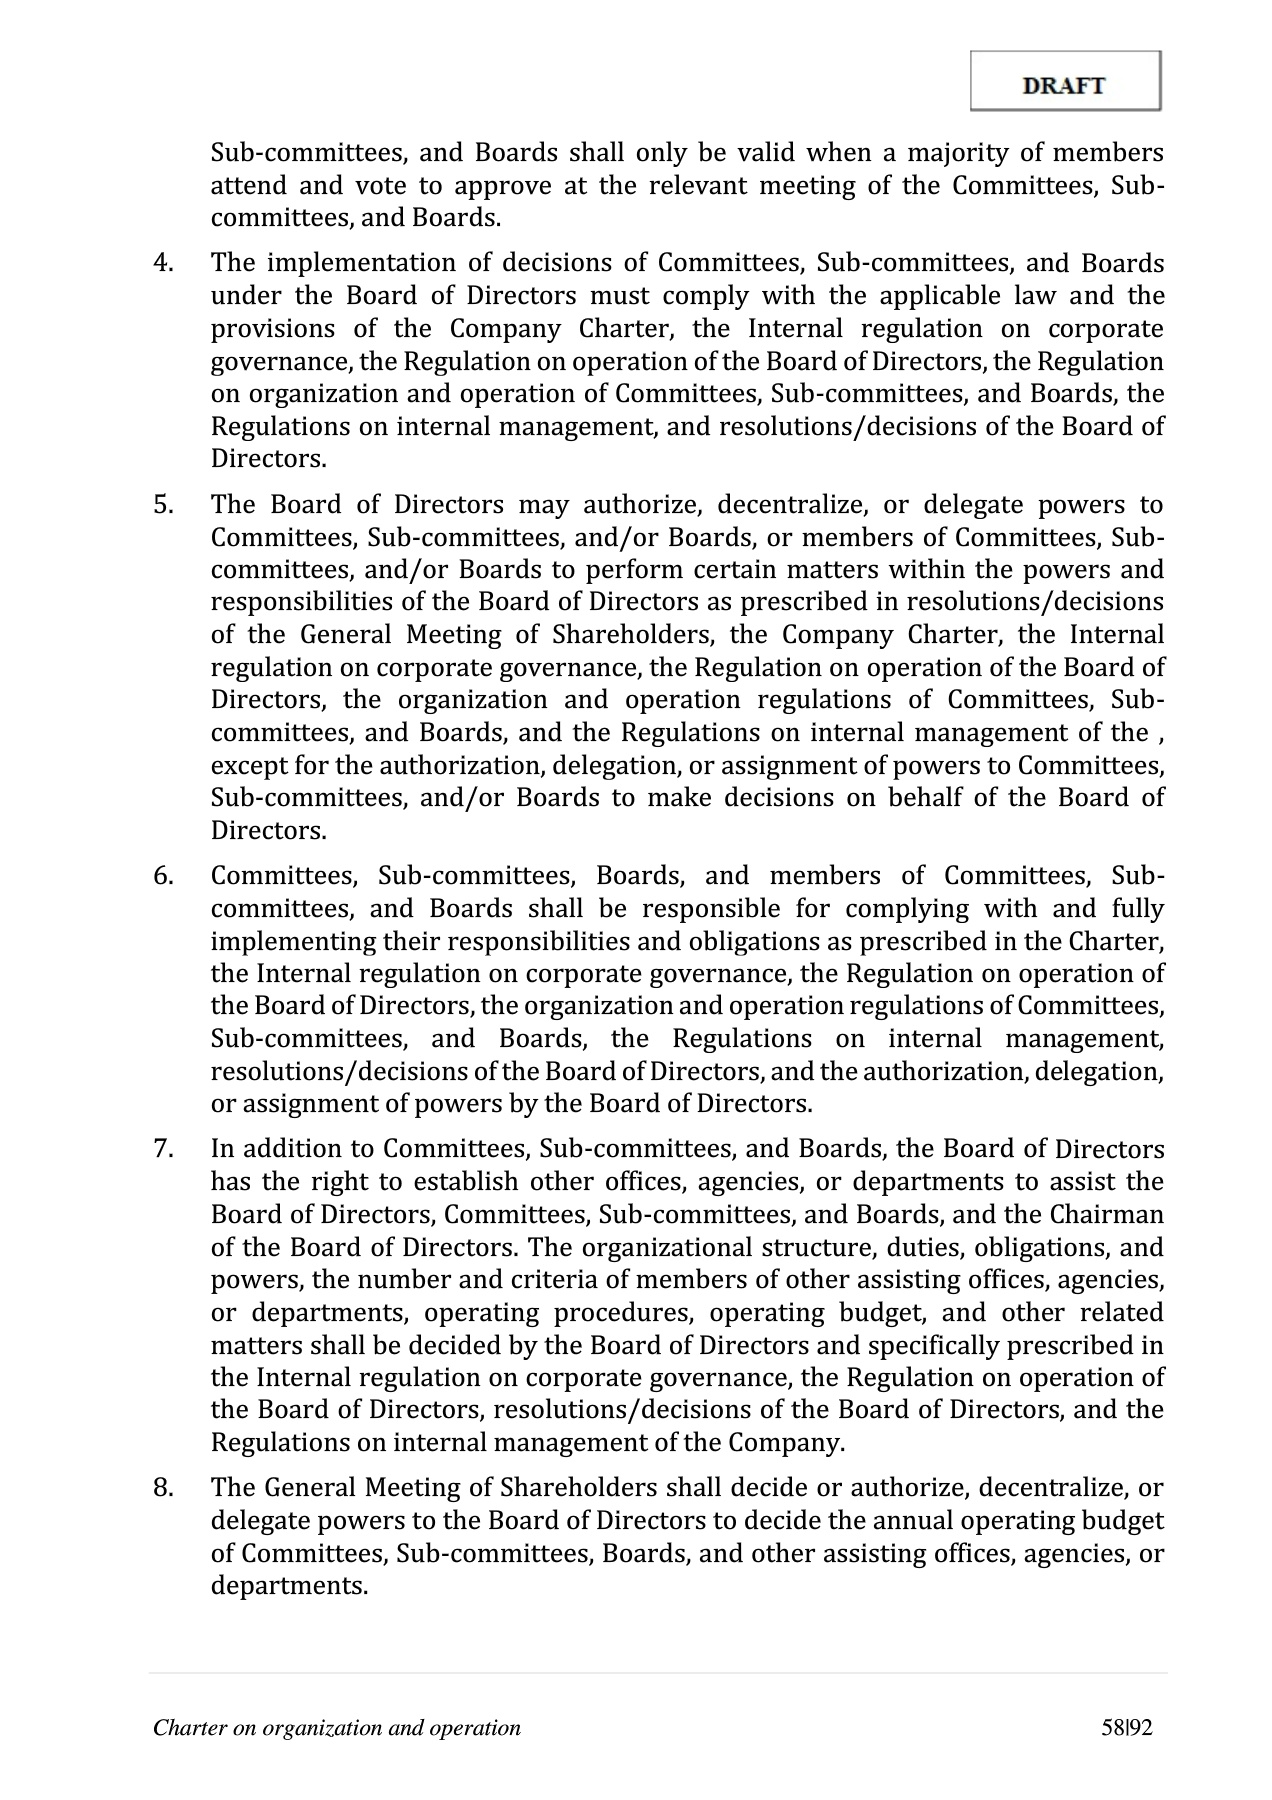 DRAFT
Sub-committees, and Boards shall only be valid when a majority of members
attend and vote to approve at the relevant meeting of the Committees, Sub-
committees, and Boards.
4. The implementation of decisions of Committees, Sub-committees, and Boards
under the Board of Directors must comply with the applicable law and the
provisions of the Company Charter, the Internal regulation on corporate
governance, the Regulation on operation of the Board of Directors, the Regulation
on organization and operation of Committees, Sub-committees, and Boards, the
Regulations on internal management, and resolutions/decisions of the Board of
Directors.
5. The Board of Directors may authorize, decentralize, or delegate powers to
Committees, Sub-committees, and/or Boards, or members of Committees, Sub-
committees, and/or Boards to perform certain matters within the powers and
responsibilities of the Board of Directors as prescribed in resolutions/decisions
of the General Meeting of Shareholders, the Company Charter, the Internal
regulation on corporate governance, the Regulation on operation of the Board of
Directors, the organization and operation regulations of Committees, Sub-
committees, and Boards, and the Regulations on internal management of the ,
except for the authorization, delegation, or assignment of powers to Committees,
Sub-committees, and/or Boards to make decisions on behalf of the Board of
Directors.
6. Committees, Sub-committees, Boards, and members of Committees, Sub-
committees, and Boards shall be responsible for complying with and fully
implementing their responsibilities and obligations as prescribed in the Charter,
the Internal regulation on corporate governance, the Regulation on operation of
the Board of Directors, the organization and operation regulations of Committees,
Sub-committees, and Boards, the Regulations on internal management,
resolutions/decisions of the Board of Directors, and the authorization, delegation,
or assignment of powers by the Board of Directors.
7. In addition to Committees, Sub-committees, and Boards, the Board of Directors
has the right to establish other offices, agencies, or departments to assist the
Board of Directors, Committees, Sub-committees, and Boards, and the Chairman
of the Board of Directors. The organizational structure, duties, obligations, and
powers, the number and criteria of members of other assisting offices, agencies,
or departments, operating procedures, operating budget, and other related
matters shall be decided by the Board of Directors and specifically prescribed in
the Internal regulation on corporate governance, the Regulation on operation of
the Board of Directors, resolutions/decisions of the Board of Directors, and the
Regulations on internal management of the Company.
8. The General Meeting of Shareholders shall decide or authorize, decentralize, or
delegate powers to the Board of Directors to decide the annual operating budget
of Committees, Sub-committees, Boards, and other assisting offices, agencies, or
departments.
Charter on organization and operation 58|92